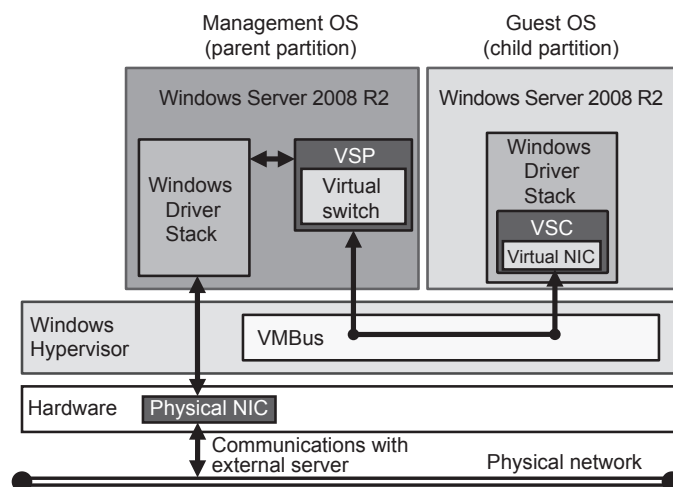 Management OS
(parent partition)
Guest OS
(child partition)
Windows Server 2008 R2
Windows Server 2008 R2
Windows
Driver
Stack
VSP
Virtual
switch
Windows
Driver
Stack
VSC
Virtual NIC
Windows
Hypervisor
VMBus
Hardware
Physical NIC
Communications with
external server
Physical network